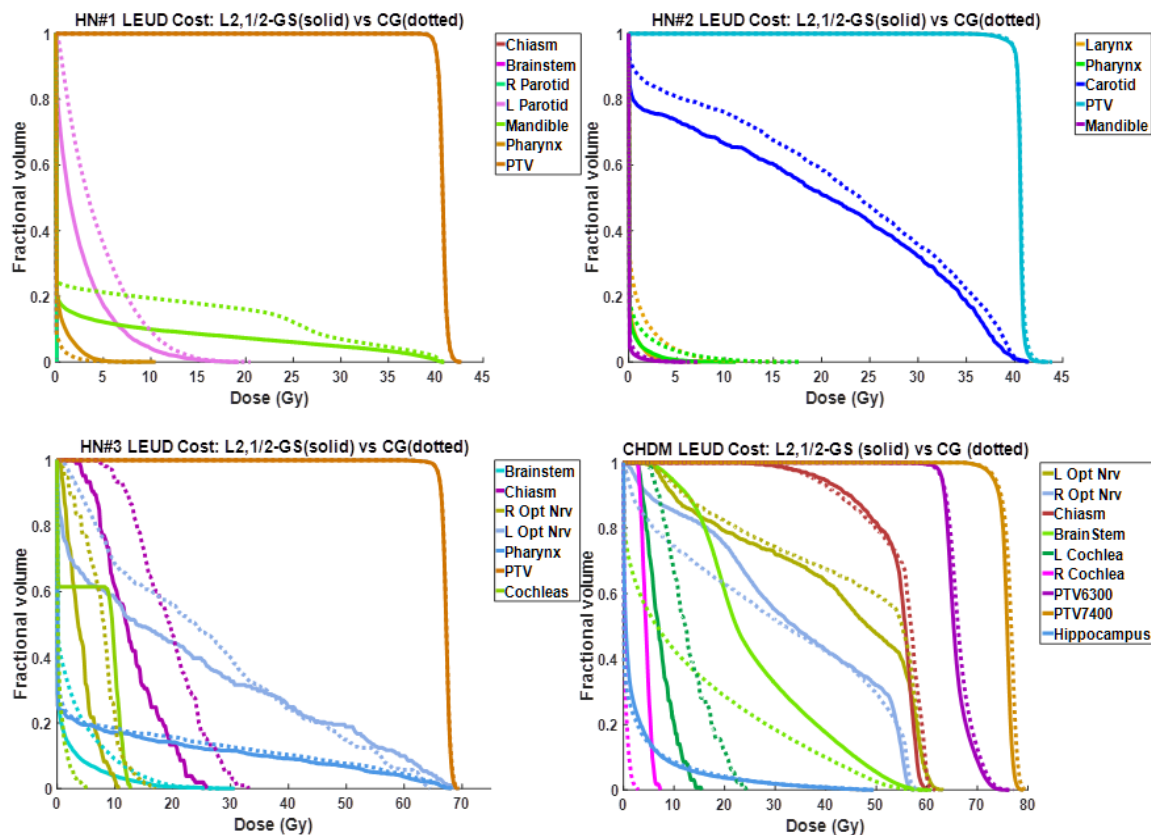 HN#1 LEUD Cost: L2,1/2-GS(solid) vs CG(dotted)
Fractional volume
1
0.8
0.6
0.4
0.2
0
0 5 10 15 20 25 30 35 40 45
Dose (Gy)
Chiasm
Brainstem
R Parotid
L Parotid
Mandible
Pharynx
PTV
HN#2 LEUD Cost: L2,1/2-GS(solid) vs CG(dotted)
Fractional volume
1
0.8
0.6
0.4
0.2
0
0 5 10 15 20 25 30 35 40 45
Dose (Gy)
Larynx
Pharynx
Carotid
PTV
Mandible
HN#3 LEUD Cost: L2,1/2-GS(solid) vs CG(dotted)
Fractional volume
1
0.8
0.6
0.4
0.2
0
0 10 20 30 40 50 60 70
Dose (Gy)
Brainstem
Chiasm
R Opt Nrv
L Opt Nrv
Pharynx
PTV
Cochleas
CHDM LEUD Cost: L2,1/2-GS (solid) vs CG (dotted)
Fractional volume
1
0.8
0.6
0.4
0.2
0
0 10 20 30 40 50 60 70 80
Dose (Gy)
L Opt Nrv
R Opt Nrv
Chiasm
Brain Stem
L Cochlea
R Cochlea
PTV6300
PTV7400
Hippocampus